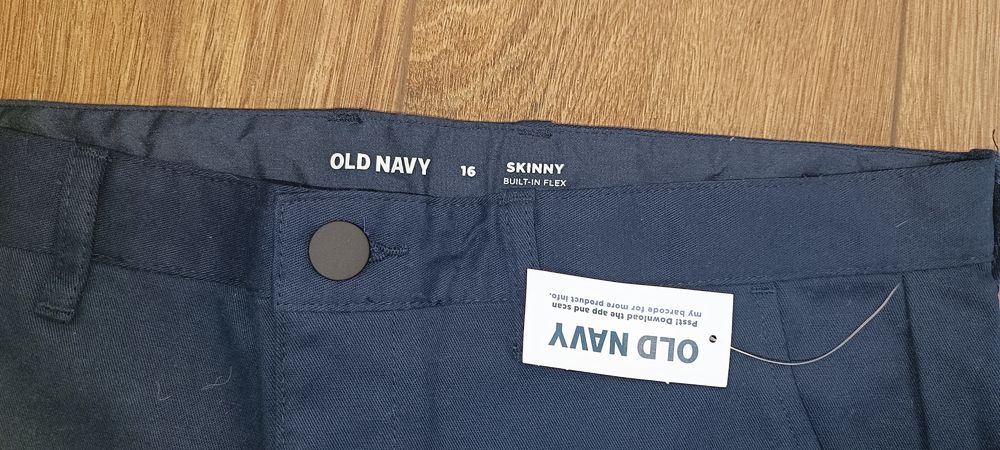 OLD NAVY 16 SKINNY
BUILT-IN FLEX
OLD NAVY
Psst! Download the app and scan
my barcode for more product info.